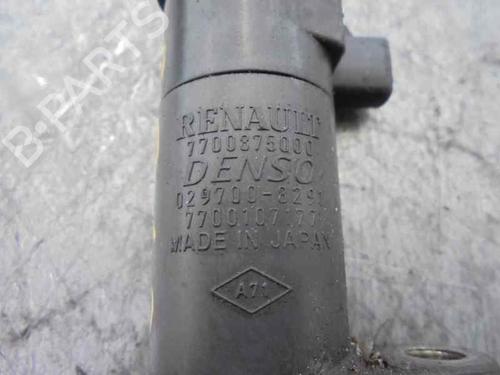 RENAULT
7700875000
DENSO
029700-8291
7700107177
MADE IN JAPAN
A71
B-PARTS